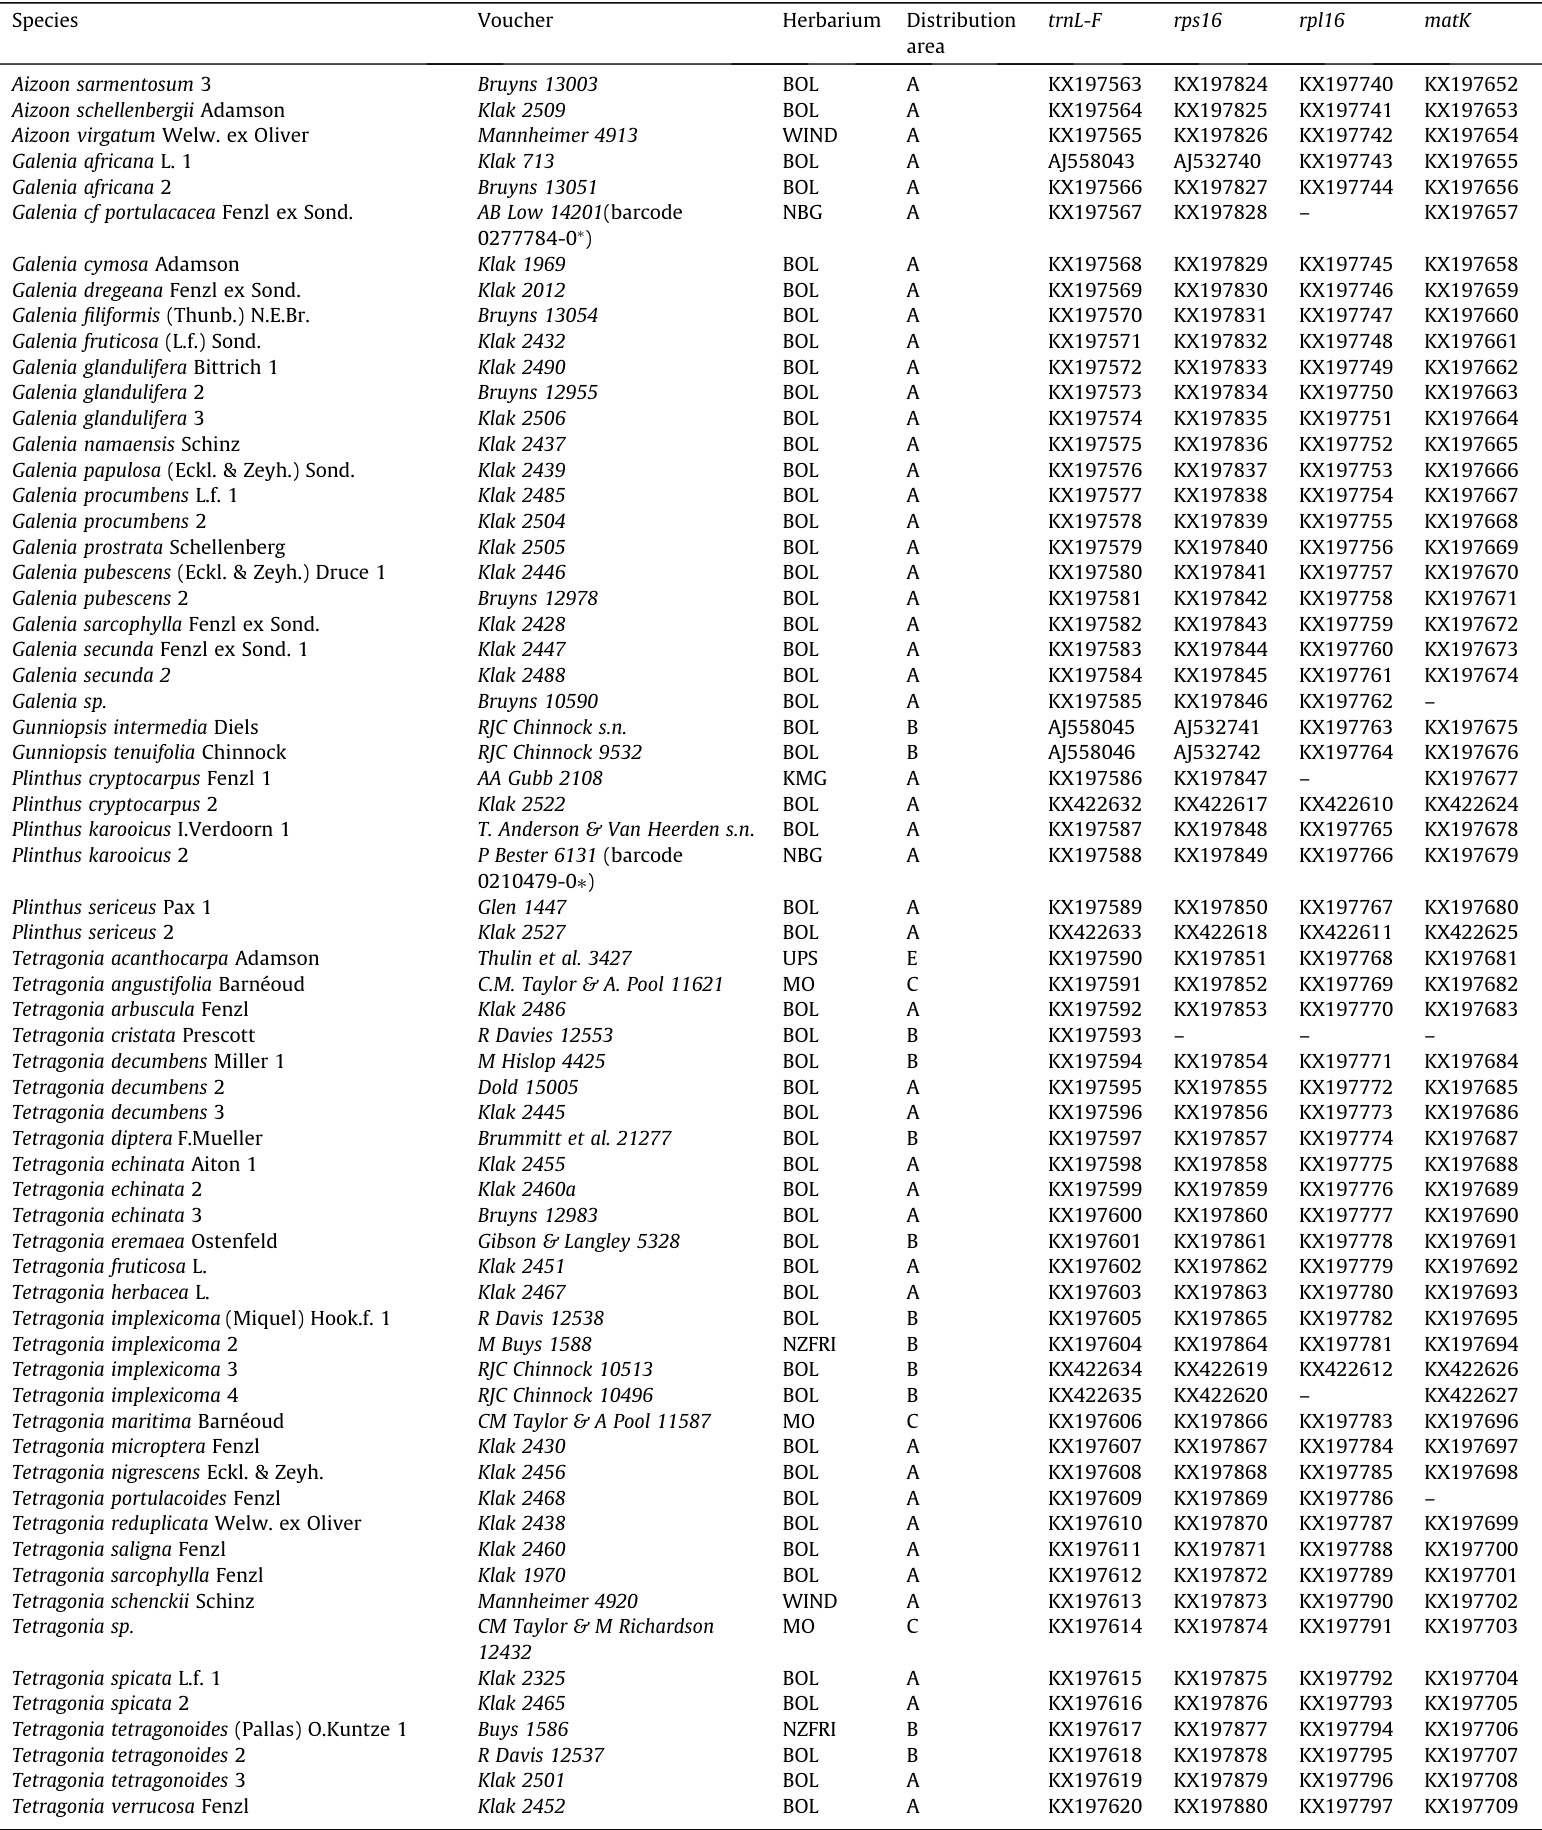 Species Voucher Herbarium Distribution area trnL-F rps16 rpl16 matK
Aizoon sarmentosum 3 Bruyns 13003 BOL A KX197563 KX197824 KX197740 KX197652
Aizoon schellenbergii Adamson Klak 2509 BOL A KX197564 KX197825 KX197741 KX197653
Aizoon virgatum Welw. ex Oliver Mannheimer 4913 WIND A KX197565 KX197826 KX197742 KX197654
Galenia africana L. 1 Klak 713 BOL A AJ558043 AJ532740 KX197743 KX197655
Galenia africana 2 Bruyns 13051 BOL A KX197566 KX197827 KX197744 KX197656
Galenia cf portulacacea Fenzl ex Sond. AB Low 14201(barcode NBG A KX197567 KX197828 – KX197657
0277784-0*)
Galenia cymosa Adamson Klak 1969 BOL A KX197568 KX197829 KX197745 KX197658
Galenia dregeana Fenzl ex Sond. Klak 2012 BOL A KX197569 KX197830 KX197746 KX197659
Galenia filiformis (Thunb.) N.E.Br. Bruyns 13054 BOL A KX197570 KX197831 KX197747 KX197660
Galenia fruticosa (L.f.) Sond. Klak 2432 BOL A KX197571 KX197832 KX197748 KX197661
Galenia glandulifera Bittrich 1 Klak 2490 BOL A KX197572 KX197833 KX197749 KX197662
Galenia glandulifera 2 Bruyns 12955 BOL A KX197573 KX197834 KX197750 KX197663
Galenia glandulifera 3 Klak 2506 BOL A KX197574 KX197835 KX197751 KX197664
Galenia namaensis Schinz Klak 2437 BOL A KX197575 KX197836 KX197752 KX197665
Galenia papulosa (Eckl. & Zeyh.) Sond. Klak 2439 BOL A KX197576 KX197837 KX197753 KX197666
Galenia procumbens L.f. 1 Klak 2485 BOL A KX197577 KX197838 KX197754 KX197667
Galenia procumbens 2 Klak 2504 BOL A KX197578 KX197839 KX197755 KX197668
Galenia prostrata Schellenberg Klak 2505 BOL A KX197579 KX197840 KX197756 KX197669
Galenia pubescens (Eckl. & Zeyh.) Druce 1 Klak 2446 BOL A KX197580 KX197841 KX197757 KX197670
Galenia pubescens 2 Bruyns 12978 BOL A KX197581 KX197842 KX197758 KX197671
Galenia sarcophylla Fenzl ex Sond. Klak 2428 BOL A KX197582 KX197843 KX197759 KX197672
Galenia secunda Fenzl ex Sond. 1 Klak 2447 BOL A KX197583 KX197844 KX197760 KX197673
Galenia secunda 2 Klak 2488 BOL A KX197584 KX197845 KX197761 KX197674
Galenia sp. Bruyns 10590 BOL A KX197585 KX197846 KX197762 –
Gunniopsis intermedia Diels RJC Chinnock s.n. BOL B AJ558045 AJ532741 KX197763 KX197675
Gunniopsis tenuifolia Chinnock RJC Chinnock 9532 BOL B AJ558046 AJ532742 KX197764 KX197676
Plinthus cryptocarpus Fenzl 1 AA Gubb 2108 KMG A KX197586 KX197847 – KX197677
Plinthus cryptocarpus 2 Klak 2522 BOL A KX422632 KX422617 KX422610 KX422624
Plinthus karooicus I.Verdoorn 1 T. Anderson & Van Heerden s.n. BOL A KX197587 KX197848 KX197765 KX197678
Plinthus karooicus 2 P Bester 6131 (barcode NBG A KX197588 KX197849 KX197766 KX197679
0210479-0*)
Plinthus sericeus Pax 1 Glen 1447 BOL A KX197589 KX197850 KX197767 KX197680
Plinthus sericeus 2 Klak 2527 BOL A KX422633 KX422618 KX422611 KX422625
Tetragonia acanthocarpa Adamson Thulin et al. 3427 UPS E KX197590 KX197851 KX197768 KX197681
Tetragonia angustifolia Barnéoud C.M. Taylor & A. Pool 11621 MO C KX197591 KX197852 KX197769 KX197682
Tetragonia arbuscula Fenzl Klak 2486 BOL A KX197592 KX197853 KX197770 KX197683
Tetragonia cristata Prescott R Davies 12553 BOL B KX197593 – – –
Tetragonia decumbens Miller 1 M Hislop 4425 BOL B KX197594 KX197854 KX197771 KX197684
Tetragonia decumbens 2 Dold 15005 BOL A KX197595 KX197855 KX197772 KX197685
Tetragonia decumbens 3 Klak 2445 BOL A KX197596 KX197856 KX197773 KX197686
Tetragonia diptera F.Mueller Brummitt et al. 21277 BOL B KX197597 KX197857 KX197774 KX197687
Tetragonia echinata Aiton 1 Klak 2455 BOL A KX197598 KX197858 KX197775 KX197688
Tetragonia echinata 2 Klak 2460a BOL A KX197599 KX197859 KX197776 KX197689
Tetragonia echinata 3 Bruyns 12983 BOL A KX197600 KX197860 KX197777 KX197690
Tetragonia eremaea Ostenfeld Gibson & Langley 5328 BOL B KX197601 KX197861 KX197778 KX197691
Tetragonia fruticosa L. Klak 2451 BOL A KX197602 KX197862 KX197779 KX197692
Tetragonia herbacea L. Klak 2467 BOL A KX197603 KX197863 KX197780 KX197693
Tetragonia implexicoma (Miquel) Hook.f. 1 R Davis 12538 BOL B KX197605 KX197865 KX197782 KX197695
Tetragonia implexicoma 2 M Buys 1588 NZFRI B KX197604 KX197864 KX197781 KX197694
Tetragonia implexicoma 3 RJC Chinnock 10513 BOL B KX422634 KX422619 KX422612 KX422626
Tetragonia implexicoma 4 RJC Chinnock 10496 BOL B KX422635 KX422620 – KX422627
Tetragonia maritima Barnéoud CM Taylor & A Pool 11587 MO C KX197606 KX197866 KX197783 KX197696
Tetragonia microptera Fenzl Klak 2430 BOL A KX197607 KX197867 KX197784 KX197697
Tetragonia nigrescens Eckl. & Zeyh. Klak 2456 BOL A KX197608 KX197868 KX197785 KX197698
Tetragonia portulacoides Fenzl Klak 2468 BOL A KX197609 KX197869 KX197786 –
Tetragonia reduplicata Welw. ex Oliver Klak 2438 BOL A KX197610 KX197870 KX197787 KX197699
Tetragonia saligna Fenzl Klak 2460 BOL A KX197611 KX197871 KX197788 KX197700
Tetragonia sarcophylla Fenzl Klak 1970 BOL A KX197612 KX197872 KX197789 KX197701
Tetragonia schenckii Schinz Mannheimer 4920 WIND A KX197613 KX197873 KX197790 KX197702
Tetragonia sp. CM Taylor & M Richardson MO C KX197614 KX197874 KX197791 KX197703
12432
Tetragonia spicata L.f. 1 Klak 2325 BOL A KX197615 KX197875 KX197792 KX197704
Tetragonia spicata 2 Klak 2465 BOL A KX197616 KX197876 KX197793 KX197705
Tetragonia tetragonoides (Pallas) O.Kuntze 1 Buys 1586 NZFRI B KX197617 KX197877 KX197794 KX197706
Tetragonia tetragonoides 2 R Davis 12537 BOL B KX197618 KX197878 KX197795 KX197707
Tetragonia tetragonoides 3 Klak 2501 BOL A KX197619 KX197879 KX197796 KX197708
Tetragonia verrucosa Fenzl Klak 2452 BOL A KX197620 KX197880 KX197797 KX197709